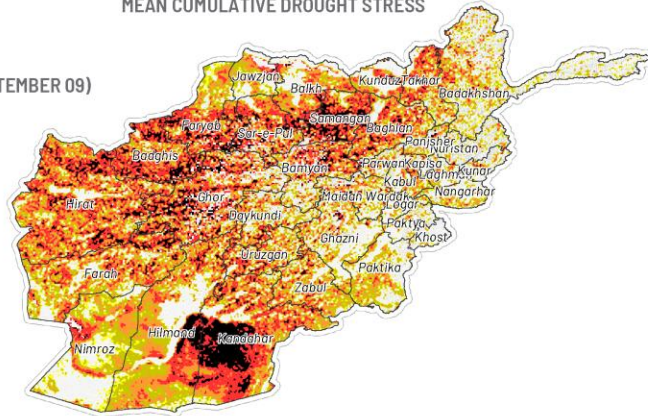 MEAN CUMULATIVE DROUGHT STRESS
TEMBER 09)
Jawzjan
Balkh
Kunduz
Takhar
Badakhshan
Faryab
Sar-e-Pul
Samangan
Baghlan
Panjsher
Nuristan
Badghis
Bamyan
Parwan
Kapisa
Kunar
Kabul
Nangarhar
Hirat
Ghor
Maidan Wardak
Logar
Daykundi
Paktya
Khost
Ghazni
Uruzgan
Farah
Paktika
Zabul
Hilmand
Kandahar
Nimroz